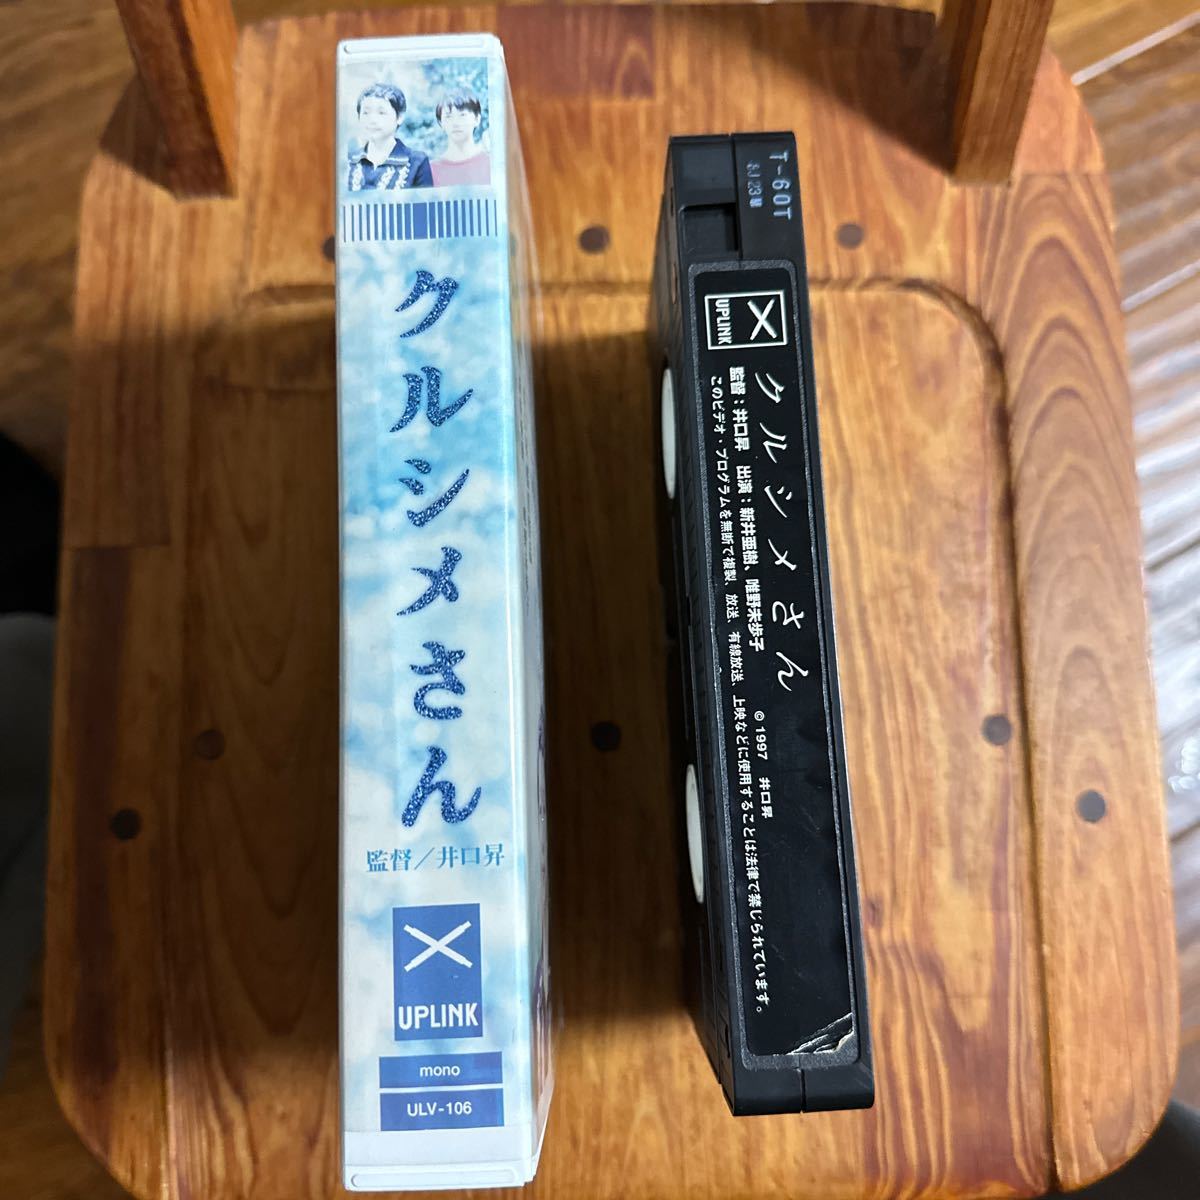 クルシメさん
監督／井口昇
UPLINK
mono
ULV-106
T-60T
UPLINK
クルシメさん
監督：井口昇　出演：新井亜樹、唯野未歩子　© 1997　井口昇
このビデオ・プログラムを無断で複製、放送、有線放送、上映などに使用することは法律で禁じられています。